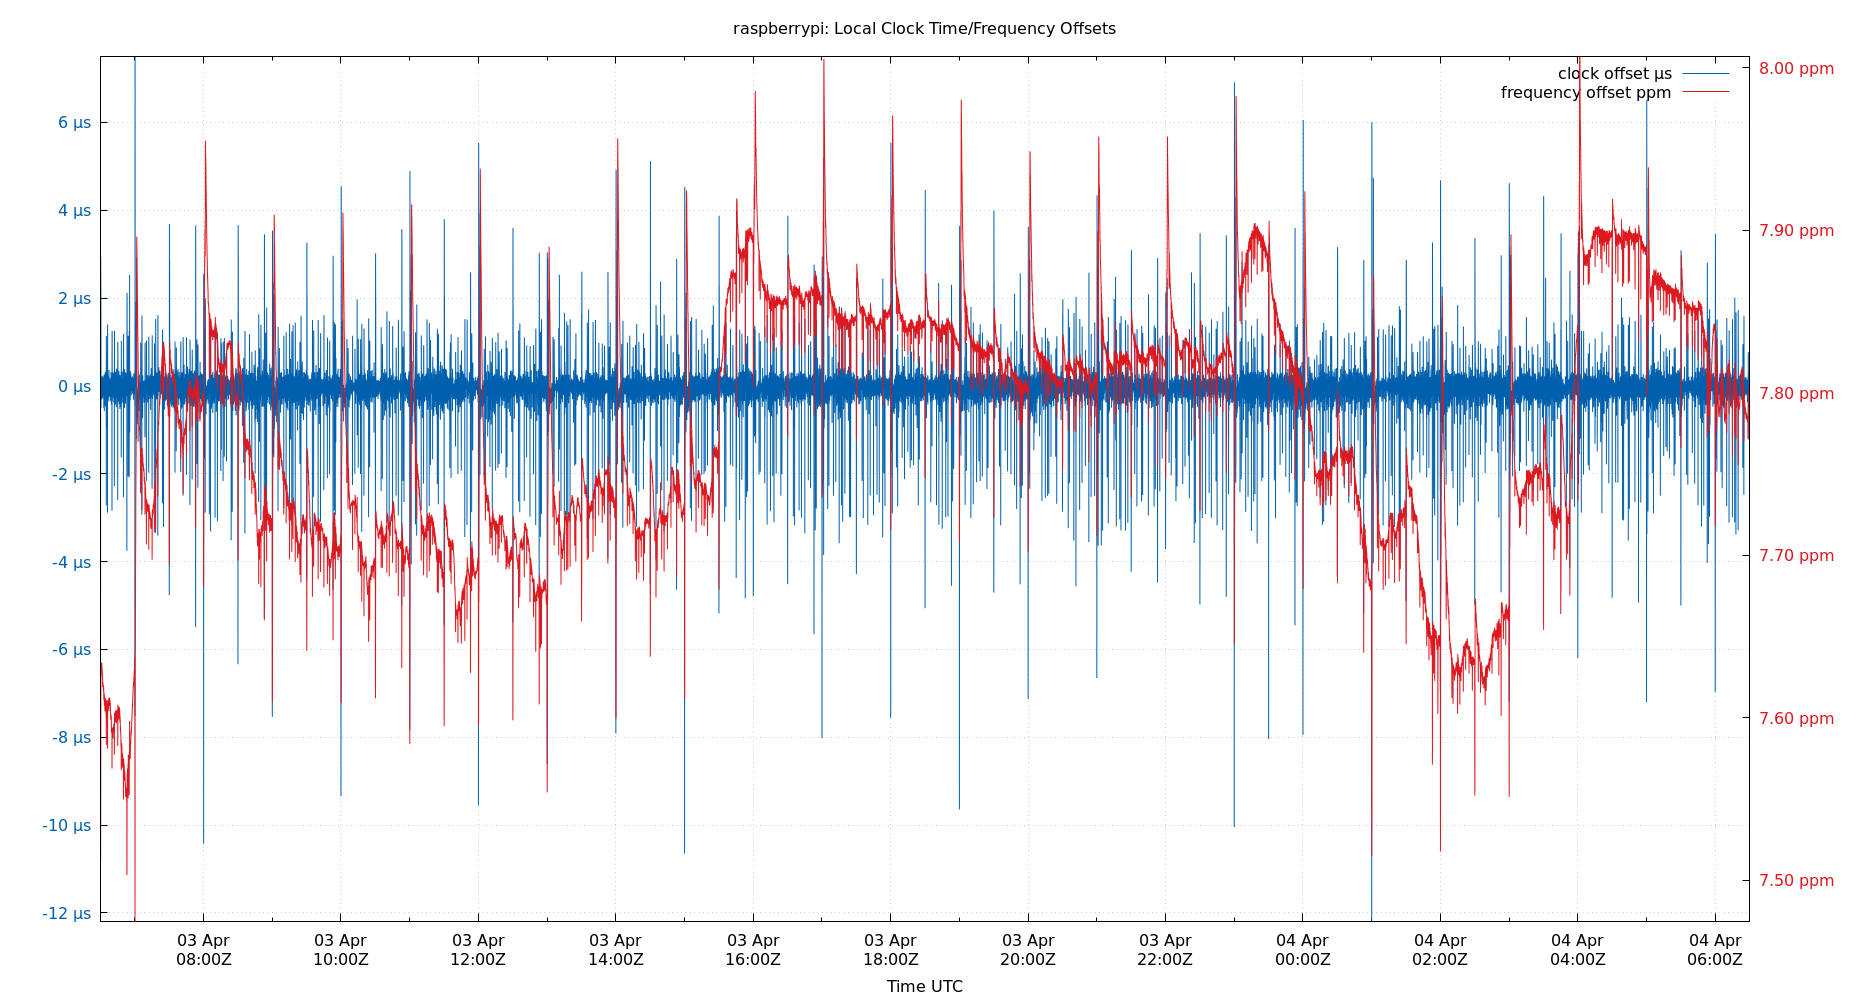 raspberrypi: Local Clock Time/Frequency Offsets
clock offset µs
frequency offset ppm
6 µs
4 µs
2 µs
0 µs
-2 µs
-4 µs
-6 µs
-8 µs
-10 µs
-12 µs
8.00 ppm
7.90 ppm
7.80 ppm
7.70 ppm
7.60 ppm
7.50 ppm
03 Apr 03 Apr 03 Apr 03 Apr 03 Apr 03 Apr 03 Apr 03 Apr 04 Apr 04 Apr 04 Apr 04 Apr
08:00Z 10:00Z 12:00Z 14:00Z 16:00Z 18:00Z 20:00Z 22:00Z 00:00Z 02:00Z 04:00Z 06:00Z
Time UTC